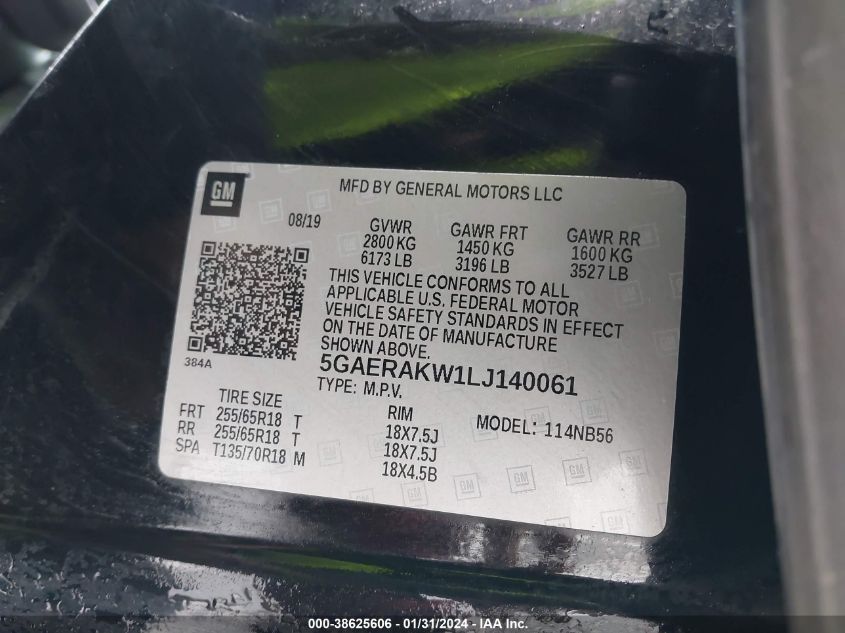 GM
MFD BY GENERAL MOTORS LLC
08/19
GVWR GAWR FRT GAWR RR
2800 KG 1450 KG 1600 KG
6173 LB 3196 LB 3527 LB
THIS VEHICLE CONFORMS TO ALL
APPLICABLE U.S. FEDERAL MOTOR
VEHICLE SAFETY STANDARDS IN EFFECT
ON THE DATE OF MANUFACTURE
SHOWN ABOVE.
384A
5GAERAKW1LJ140061
TYPE: M.P.V.
TIRE SIZE RIM MODEL: 114NB56
FRT 255/65R18 T 18X7.5J
RR 255/65R18 T 18X7.5J
SPA T135/70R18 M 18X4.5B
000-38625606 - 01/31/2024 - IAA Inc.